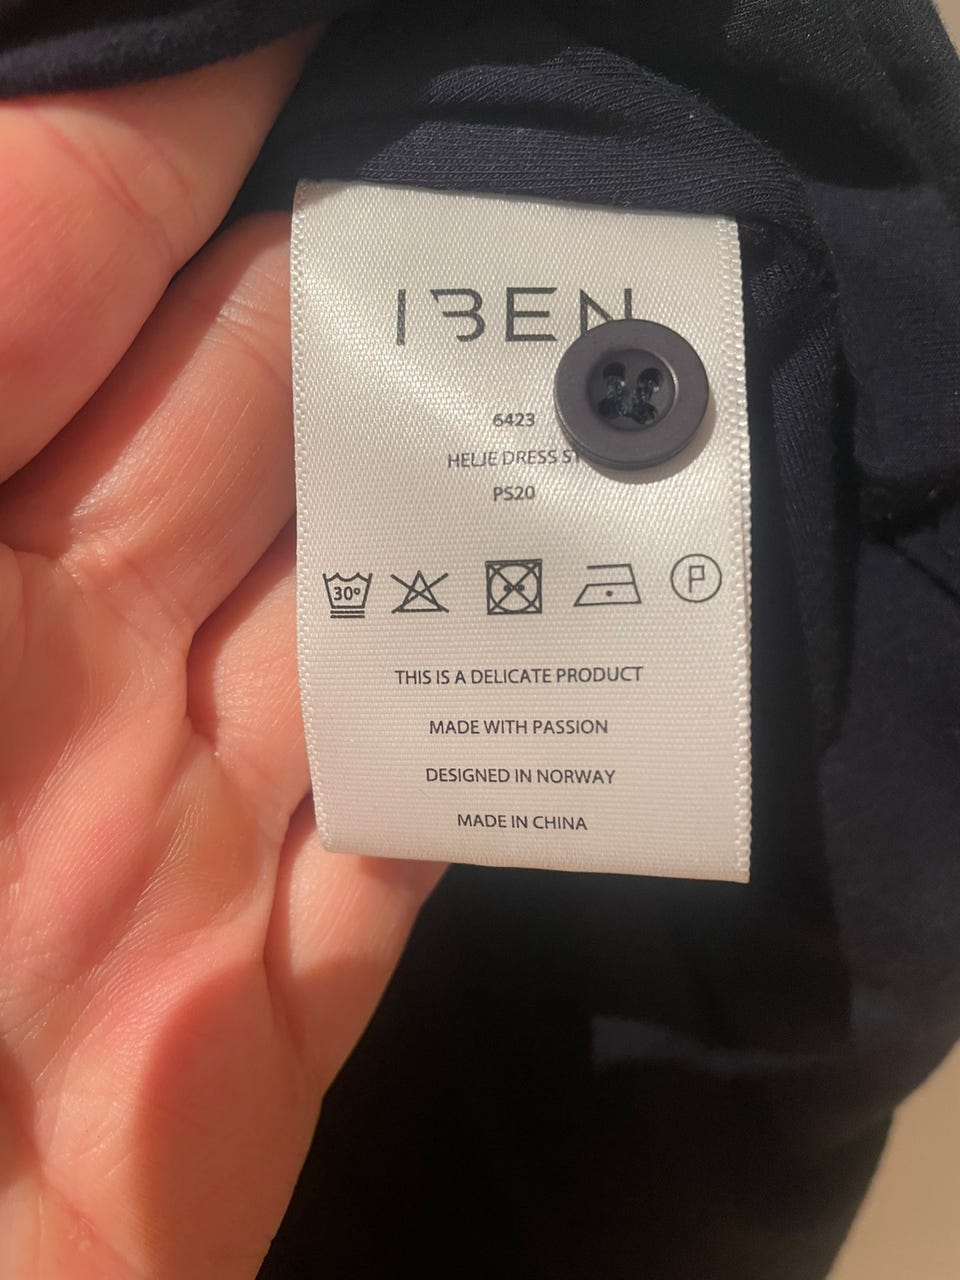 IBEN
6423
HELJE DRESS
PS20
30°
P
THIS IS A DELICATE PRODUCT
MADE WITH PASSION
DESIGNED IN NORWAY
MADE IN CHINA